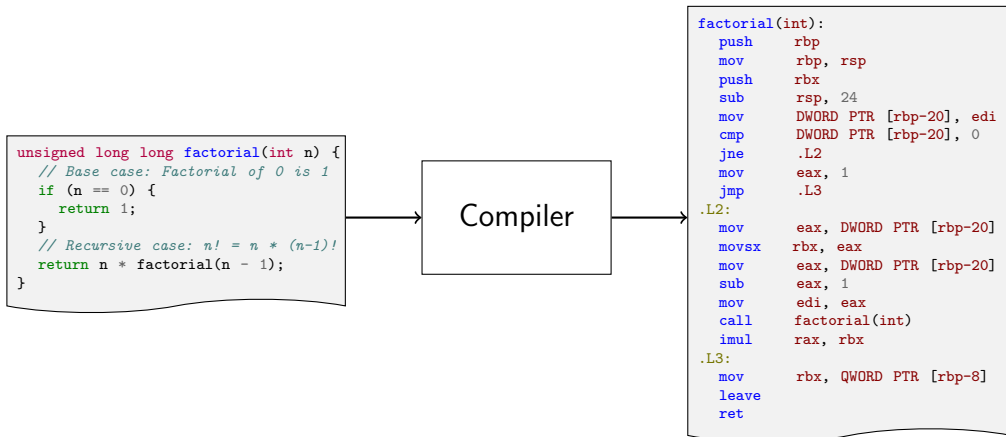 unsigned long long factorial(int n) {
// Base case: Factorial of 0 is 1
if (n == 0) {
return 1;
}
// Recursive case: n! = n * (n-1)!
return n * factorial(n - 1);
}
Compiler
factorial(int):
push rbp
mov rbp, rsp
push rbx
sub rsp, 24
mov DWORD PTR [rbp-20], edi
cmp DWORD PTR [rbp-20], 0
jne .L2
mov eax, 1
jmp .L3
.L2:
mov eax, DWORD PTR [rbp-20]
movsx rbx, eax
mov eax, DWORD PTR [rbp-20]
sub eax, 1
mov edi, eax
call factorial(int)
imul rax, rbx
.L3:
mov rbx, QWORD PTR [rbp-8]
leave
ret